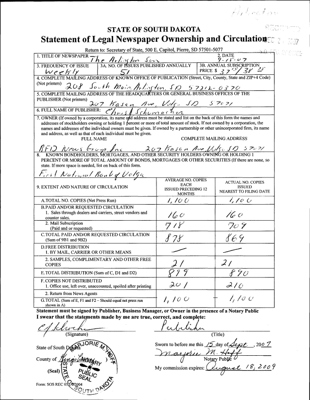 STATE OF SOUTH DAKOTA
Statement of Legal Newspaper Ownership and Circulation
Return to: Secretary of State, 500 E. Capitol, Pierre, SD 57501-5077
1. TITLE OF NEWSPAPER The Arlington Sun 2. DATE 9-15-07
3. FREQUENCY OF ISSUE Weekly 3A. NO. OF ISSUES PUBLISHED ANNUALLY 51 3B. ANNUAL SUBSCRIPTION PRICE $
4. COMPLETE MAILING ADDRESS OF KNOWN OFFICE OF PUBLICATION (Street, City, County, State and ZIP+4 Code) (Not printers)
208 South Main Arlington, SD 57212-0370
5. COMPLETE MAILING ADDRESS OF THE HEADQUARTERS OR GENERAL BUSINESS OFFICES OF THE
PUBLISHER (Not printer)
207 Kasan Ave, Volga, SD 57071
6. FULL NAME OF PUBLISHER: Chuck
7. OWNER (If owned by a corporation, its name and address must be stated and list on the back of this form the names and
addresses of stockholders owning or holding 1 percent or more of total amount of stock. If not owned by a corporation, the
names and addresses of the individual owners must be given. If owned by a partnership or other unincorporated firm, its name
and address, as well as that of each individual must be given.
FULL NAME COMPLETE MAILING ADDRESS
RFD News Group Inc 207 Kasan Ave Volga, SD 57071
8. KNOWN BONDHOLDERS, MORTGAGEES, AND OTHER SECURITY HOLDERS OWNING OR HOLDING 1
PERCENT OR MORE OF TOTAL AMOUNT OF BONDS, MORTGAGES OR OTHER SECURITIES (If there are none, so
state. If more space is needed, list on back of this form.
First National Bank of Volga
9. EXTENT AND NATURE OF CIRCULATION AVERAGE NO. COPIES EACH ISSUED PRECEDING 12 MONTHS ACTUAL NO. COPIES ISSUED NEAREST TO FILING DATE
A. TOTAL NO. COPIES (Net Press Run) 1,100 1,100
B. PAID AND/OR REQUESTED CIRCULATION
1. Sales through dealers and carriers, street vendors and
counter sales. 160 160
2. Mail Subscription
(Paid and or requested) 718 709
C. TOTAL PAID AND/OR REQUESTED CIRCULATION
(Sum of 9B1 and 9B2) 878 869
D. FREE DISTRIBUTION
1. BY MAIL, CARRIER OR OTHER MEANS
2. SAMPLES, COMPLIMENTARY AND OTHER FREE
COPIES 21 21
E. TOTAL DISTRIBUTION (Sum of C, D1 and D2) 899 890
F. COPIES NOT DISTRIBUTED
1. Office use, left over, unaccounted, spoiled after printing 201 210
2. Return from News Agents
G. TOTAL (Sum of E, F1 and F2 - Should equal net press run
shown in A) 1,100 1,100
Statement must be signed by Publisher, Business Manager, or Owner in the presence of a Notary Public
I swear that the statements made by me are true, correct, and complete:
Publisher
(Signature) (Title)
State of South Dakota Sworn to before me this 15 day of Sept, 2007
County of
Notary Public
(Seal) NOTARY PUBLIC SEAL My commission expires: August 18, 2009
Form: SOS REC